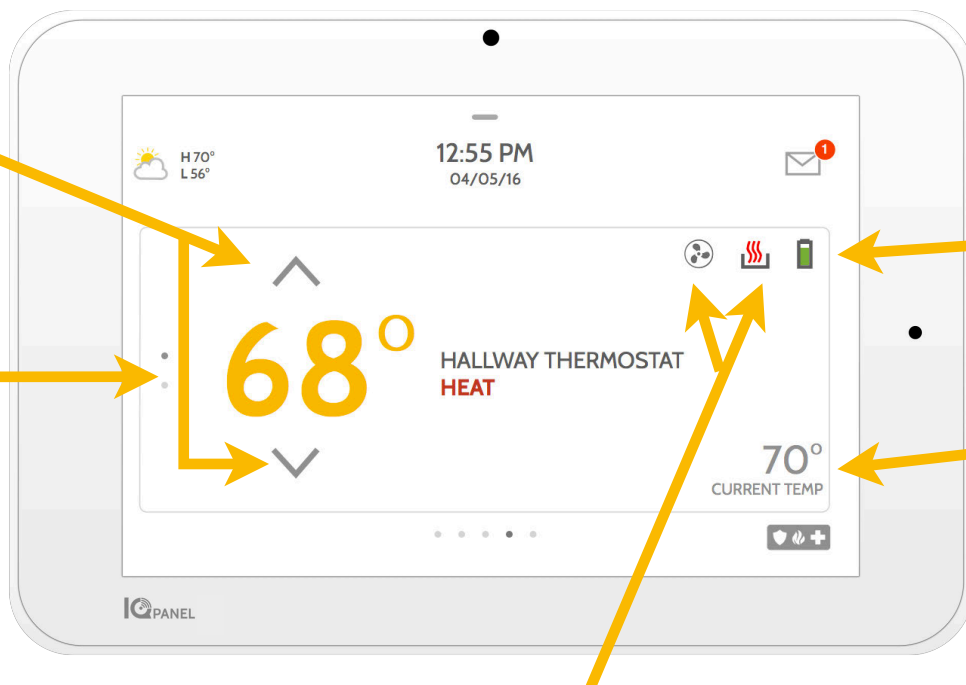 H 70°
L 56°
12:55 PM
04/05/16
1
68°
HALLWAY THERMOSTAT
HEAT
70°
CURRENT TEMP
IQ PANEL